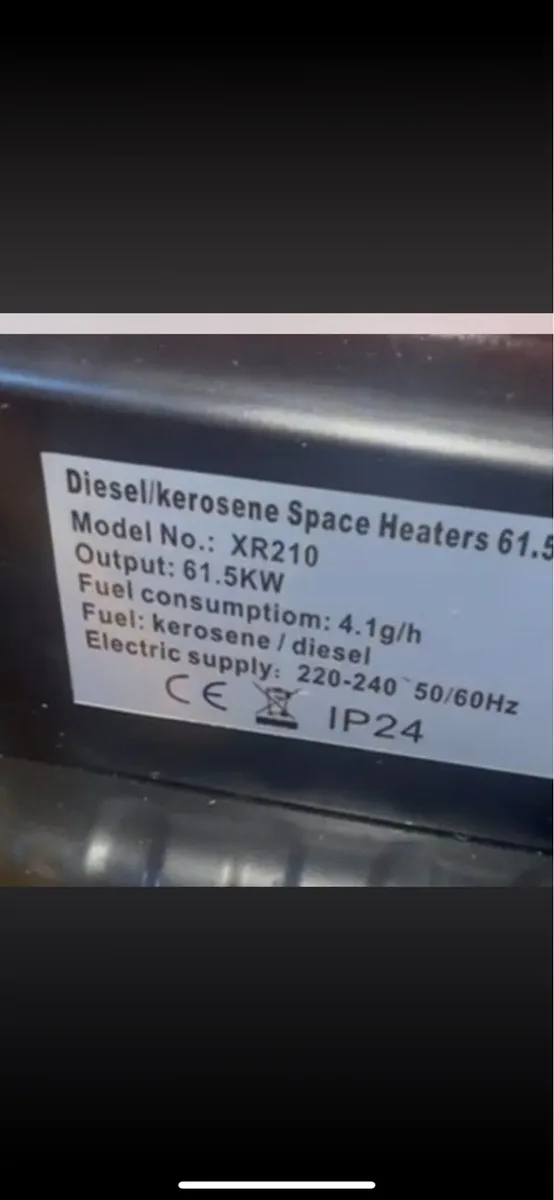 Diesel/kerosene Space Heaters 61.5
Model No.: XR210
Output: 61.5KW
Fuel consumptiom: 4.1g/h
Fuel: kerosene / diesel
Electric supply: 220-240~50/60Hz
CE IP24